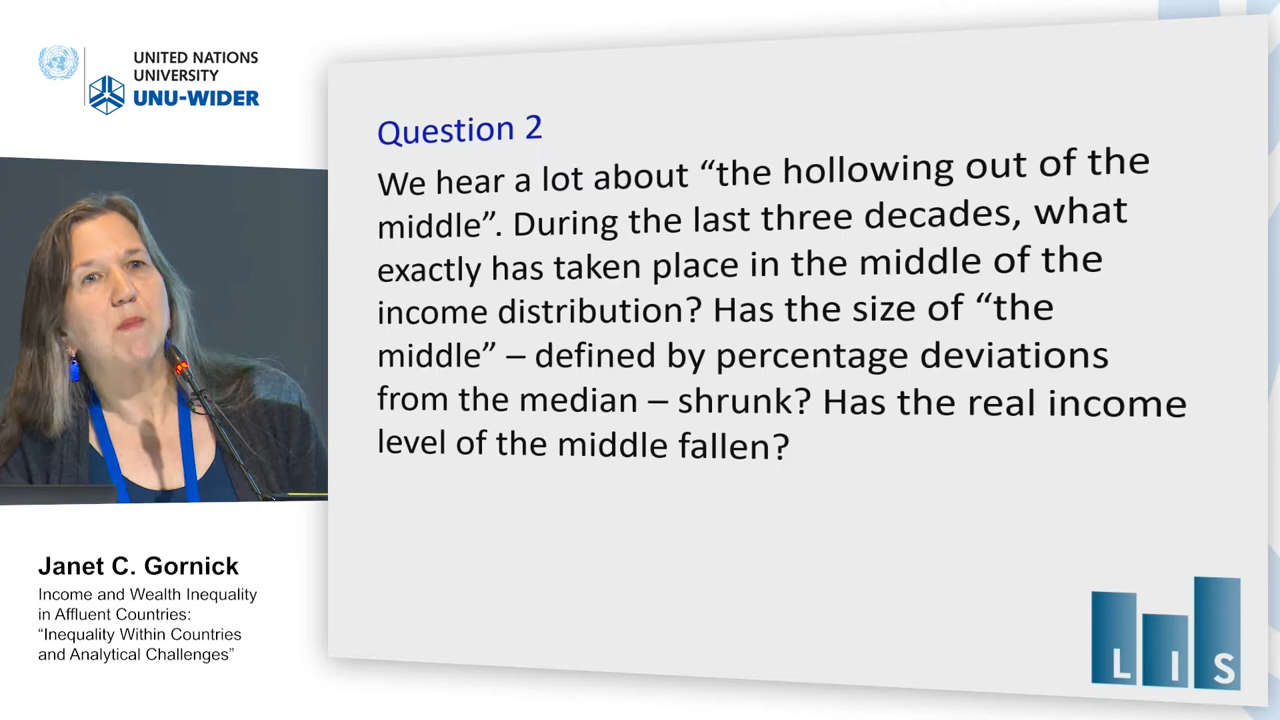 UNITED NATIONS
UNIVERSITY
UNU-WIDER
Question 2
We hear a lot about “the hollowing out of the
middle”. During the last three decades, what
exactly has taken place in the middle of the
income distribution? Has the size of “the
middle” – defined by percentage deviations
from the median – shrunk? Has the real income
level of the middle fallen?
Janet C. Gornick
Income and Wealth Inequality
in Affluent Countries:
“Inequality Within Countries
and Analytical Challenges”
LIS